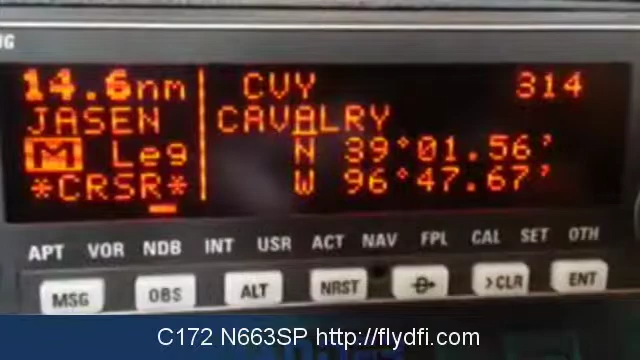 14.6nm CVY 314
JASEN CAVALRY
M Leg N 39°01.56'
*CRSR* W 96°47.67'
APT VOR NDB INT USR ACT NAV FPL CAL SET OTH
MSG OBS ALT NRST D >CLR ENT
C172 N663SP http://flydfi.com